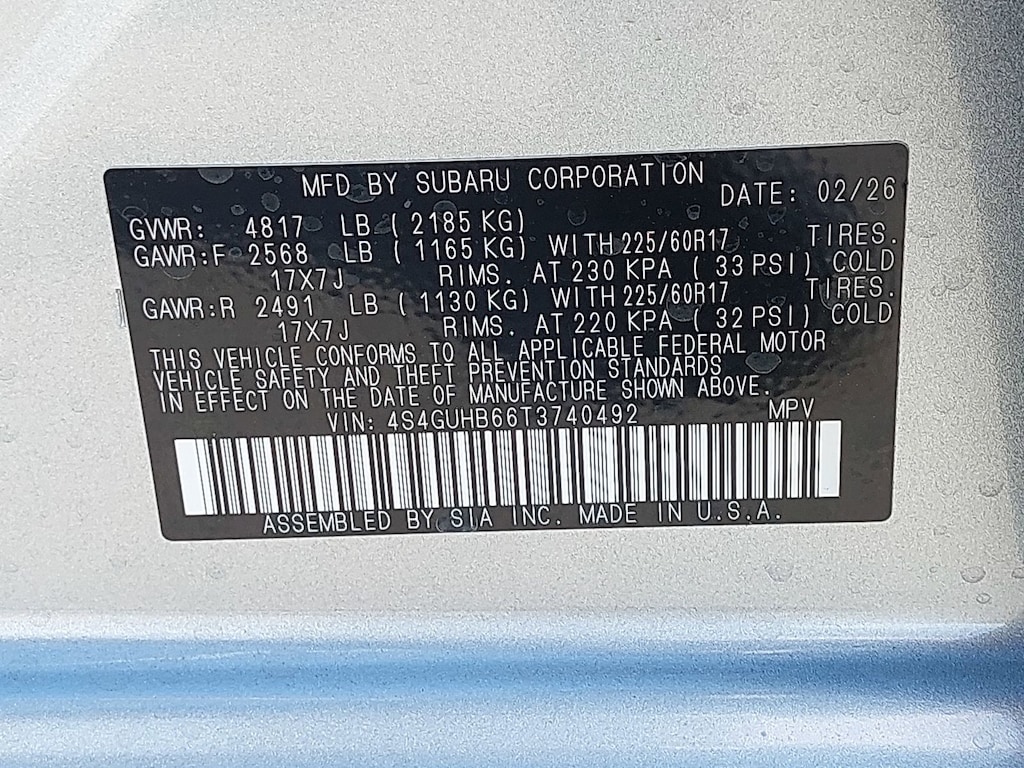 MFD BY SUBARU CORPORATION DATE: 02/26
GVWR: 4817 LB ( 2185 KG)
GAWR:F 2568 LB ( 1165 KG) WITH 225/60R17 TIRES.
17X7J RIMS. AT 230 KPA ( 33 PSI) COLD
GAWR:R 2491 LB ( 1130 KG) WITH 225/60R17 TIRES.
17X7J RIMS. AT 220 KPA ( 32 PSI) COLD
THIS VEHICLE CONFORMS TO ALL APPLICABLE FEDERAL MOTOR
VEHICLE SAFETY AND THEFT PREVENTION STANDARDS
IN EFFECT ON THE DATE OF MANUFACTURE SHOWN ABOVE.
VIN: 4S4GUHB66T3740492 MPV
ASSEMBLED BY SIA INC. MADE IN U.S.A.